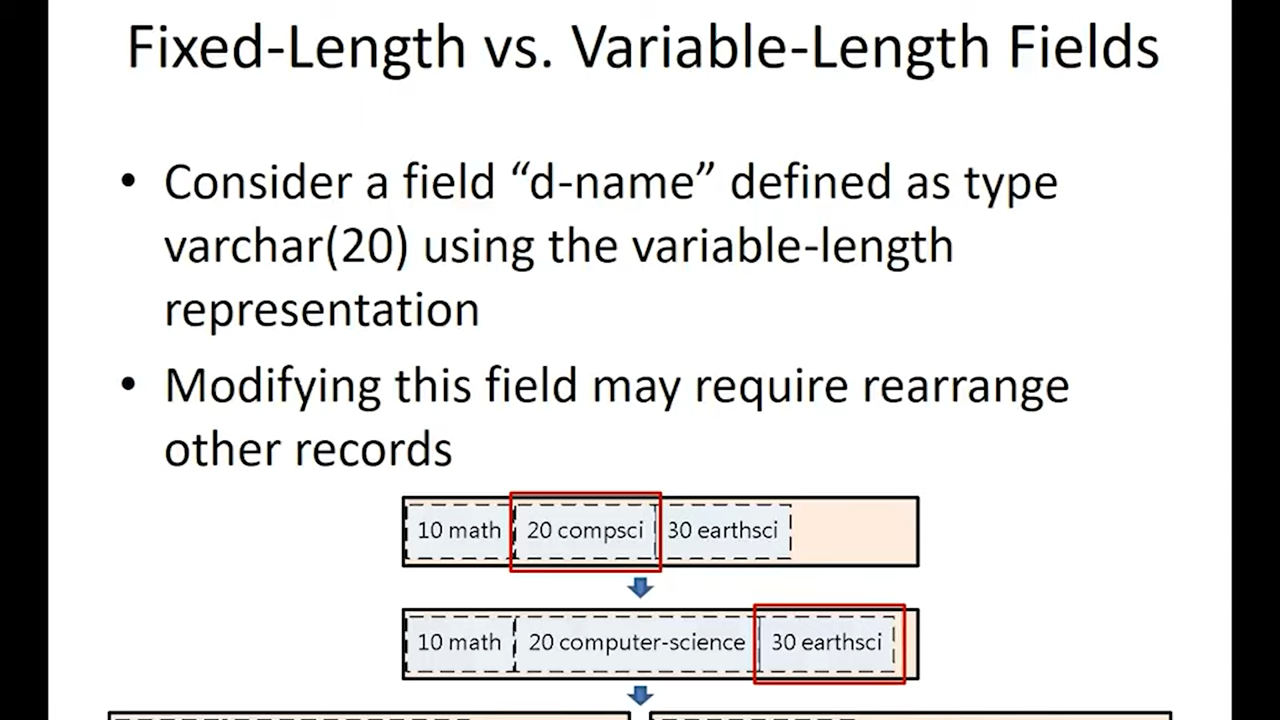 Fixed-Length vs. Variable-Length Fields
• Consider a field “d-name” defined as type
varchar(20) using the variable-length
representation
• Modifying this field may require rearrange
other records
10 math 20 compsci 30 earthsci
10 math 20 computer-science 30 earthsci